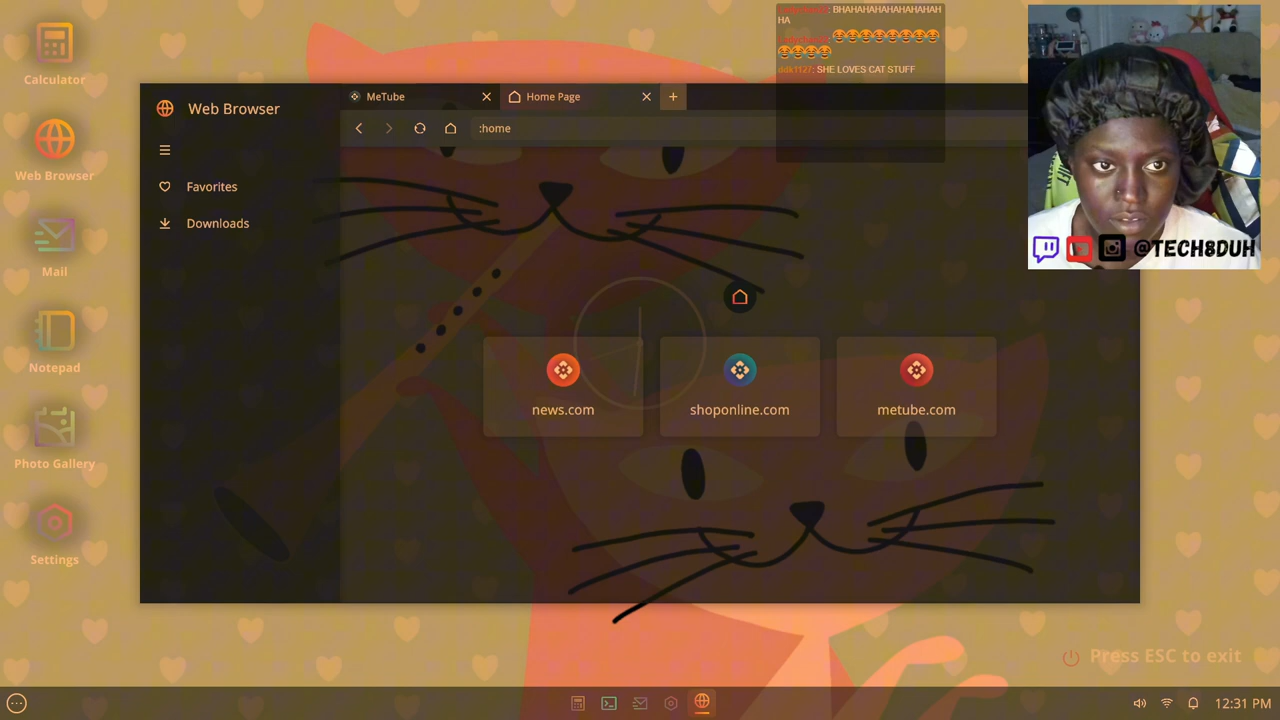 BHAHAHAHAHAHAHAHAH
HA
ddk1127: SHE LOVES CAT STUFF
Calculator
Web Browser
Mail
Notepad
Photo Gallery
Settings
Web Browser
Favorites
Downloads
MeTube
Home Page
:home
news.com
shoponline.com
metube.com
@TECH8DUH
Press ESC to exit
12:31 PM